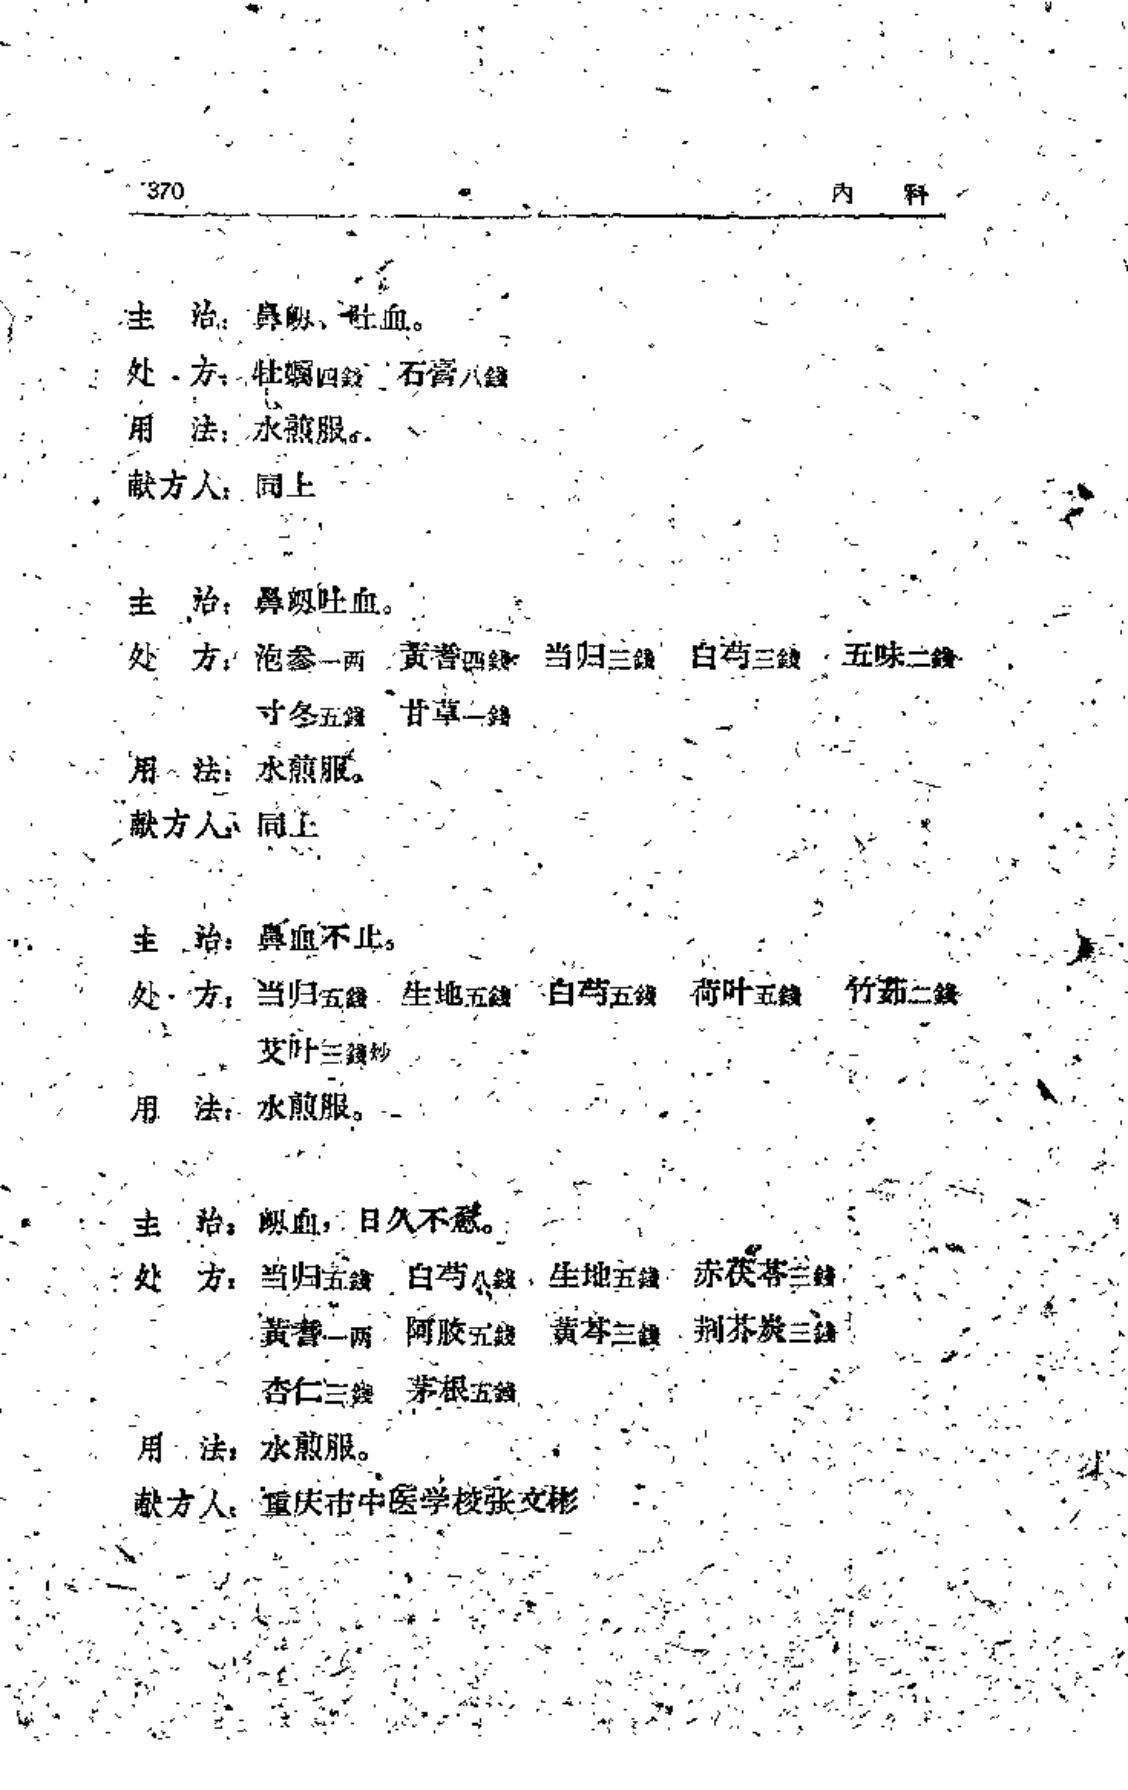 370 内 科
主 治：鼻衄、吐血。
处 方：牡蠣四錢 石膏八錢
用 法：水煎服。
献方人：同上
主 治：鼻衄吐血。
处 方：泡参一两 黃耆四錢 当归三錢 白芍三錢 五味二錢
寸冬五錢 甘草一錢
用 法：水煎服。
献方人：同上
主 治：鼻血不止。
处 方：当归五錢 生地五錢 白芍五錢 荷叶五錢 竹茹二錢
艾叶三錢炒
用 法：水煎服。
主 治：衄血，日久不愈。
处 方：当归五錢 白芍八錢 生地五錢 赤茯苓三錢
黃耆一两 阿胶五錢 黃芩三錢 荆芥炭三錢
杏仁三錢 茅根五錢
用 法：水煎服。
献方人：重庆市中医学校张文彬